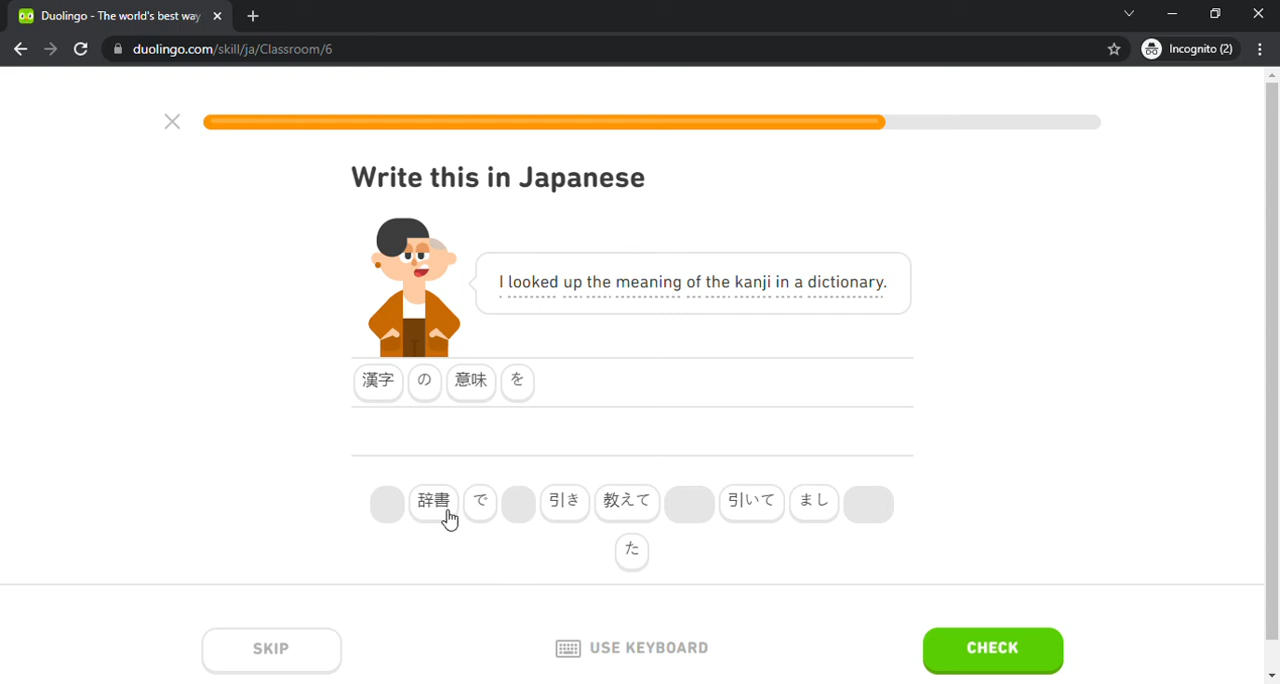 Duolingo - The world's best way
duolingo.com/skill/ja/Classroom/6
Incognito (2)
Write this in Japanese
I looked up the meaning of the kanji in a dictionary.
漢字 の 意味 を
辞書 で 引き 教えて 引いて まし
た
SKIP USE KEYBOARD CHECK